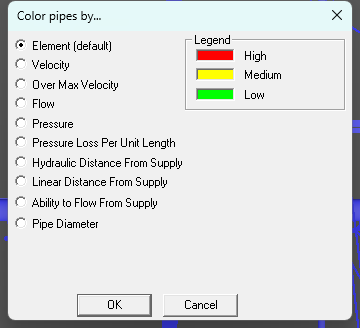 Color pipes by...
Element (default)
Velocity
Over Max Velocity
Flow
Pressure
Pressure Loss Per Unit Length
Hydraulic Distance From Supply
Linear Distance From Supply
Ability to Flow From Supply
Pipe Diameter
Legend
High
Medium
Low
OK
Cancel